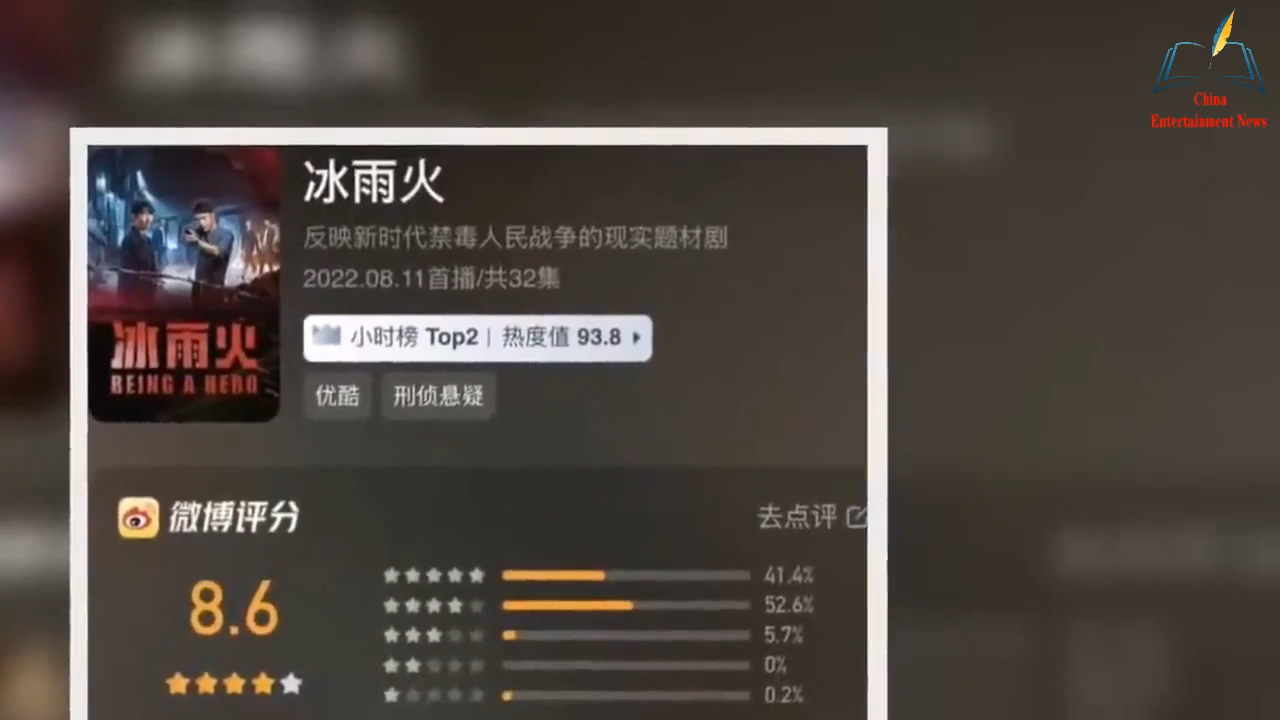 China
Entertainment News
冰雨火
反映新时代禁毒人民战争的现实题材剧
2022.08.11首播/共32集
小时榜 Top2 | 热度值 93.8
优酷 刑侦悬疑
冰雨火
BEING A HERO
微博评分
去点评
8.6
41.4%
52.6%
5.7%
0%
0.2%